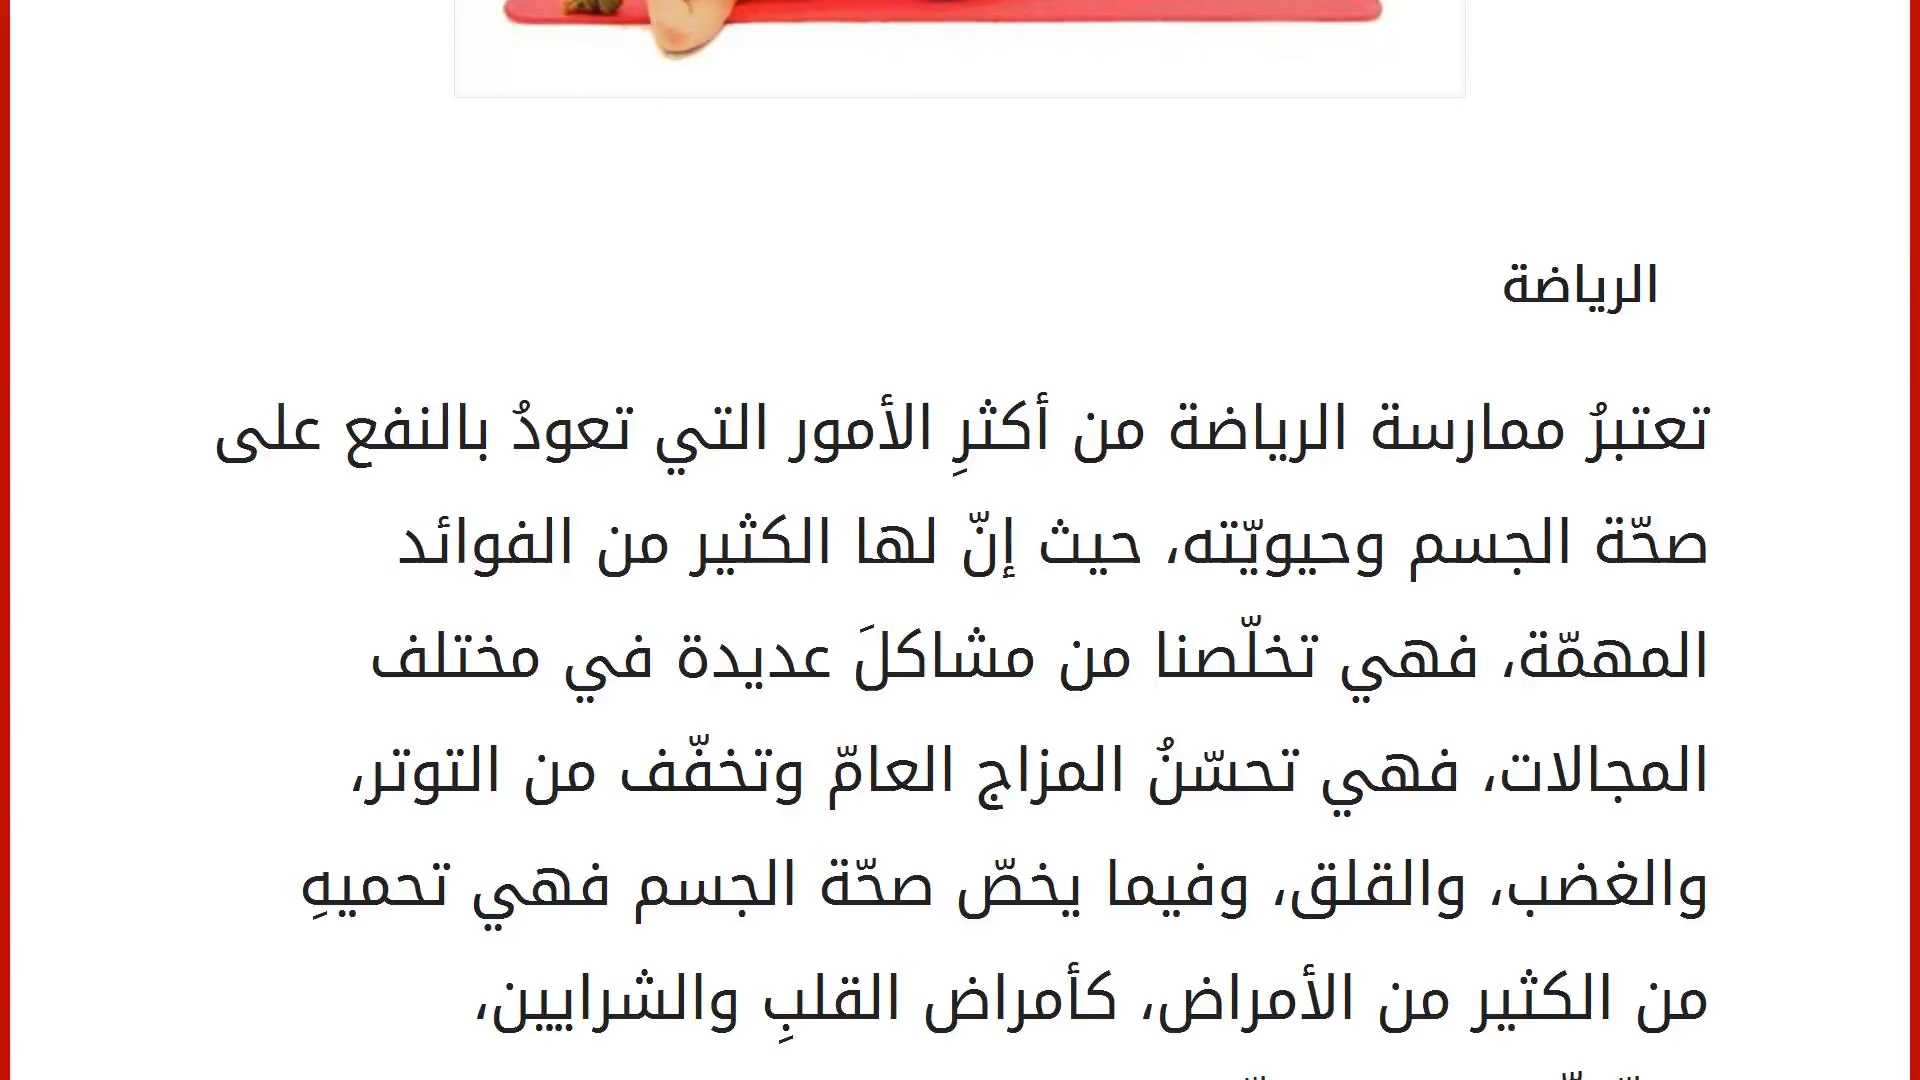 الرياضة
تعتبرُ ممارسة الرياضة من أكثرِ الأمور التي تعودُ بالنفع على
صحّة الجسم وحيويّته، حيث إنّ لها الكثير من الفوائد
المهمّة، فهي تخلّصنا من مشاكلَ عديدة في مختلف
المجالات، فهي تحسّنُ المزاج العامّ وتخفّف من التوتر،
والغضب، والقلق، وفيما يخصّ صحّة الجسم فهي تحميهِ
من الكثير من الأمراض، كأمراض القلبِ والشرايين،